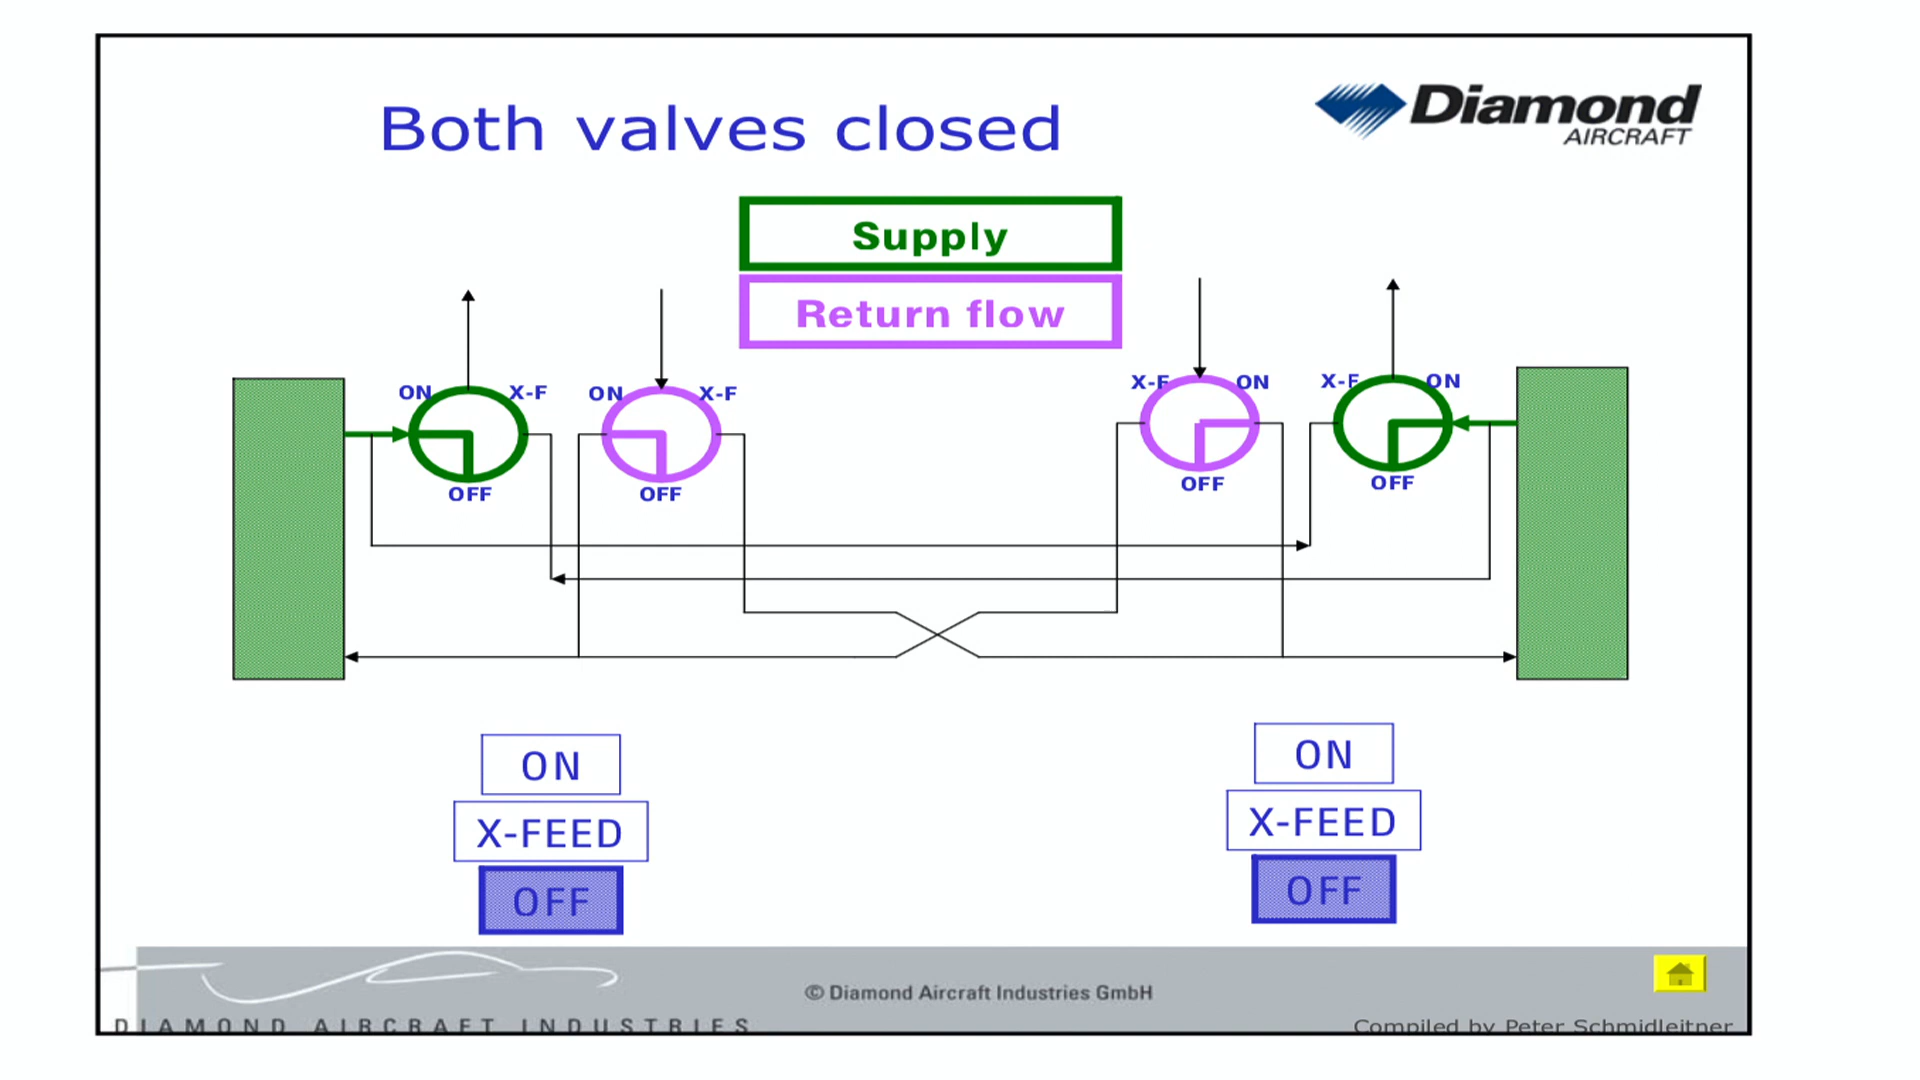 Both valves closed
Diamond
AIRCRAFT
Supply
Return flow
ON X-F ON X-F X-F ON X-F ON
OFF OFF OFF OFF
ON ON
X-FEED X-FEED
OFF OFF
© Diamond Aircraft Industries GmbH
DIAMOND AIRCRAFT INDUSTRIES
Compiled by Peter Schmidleitner